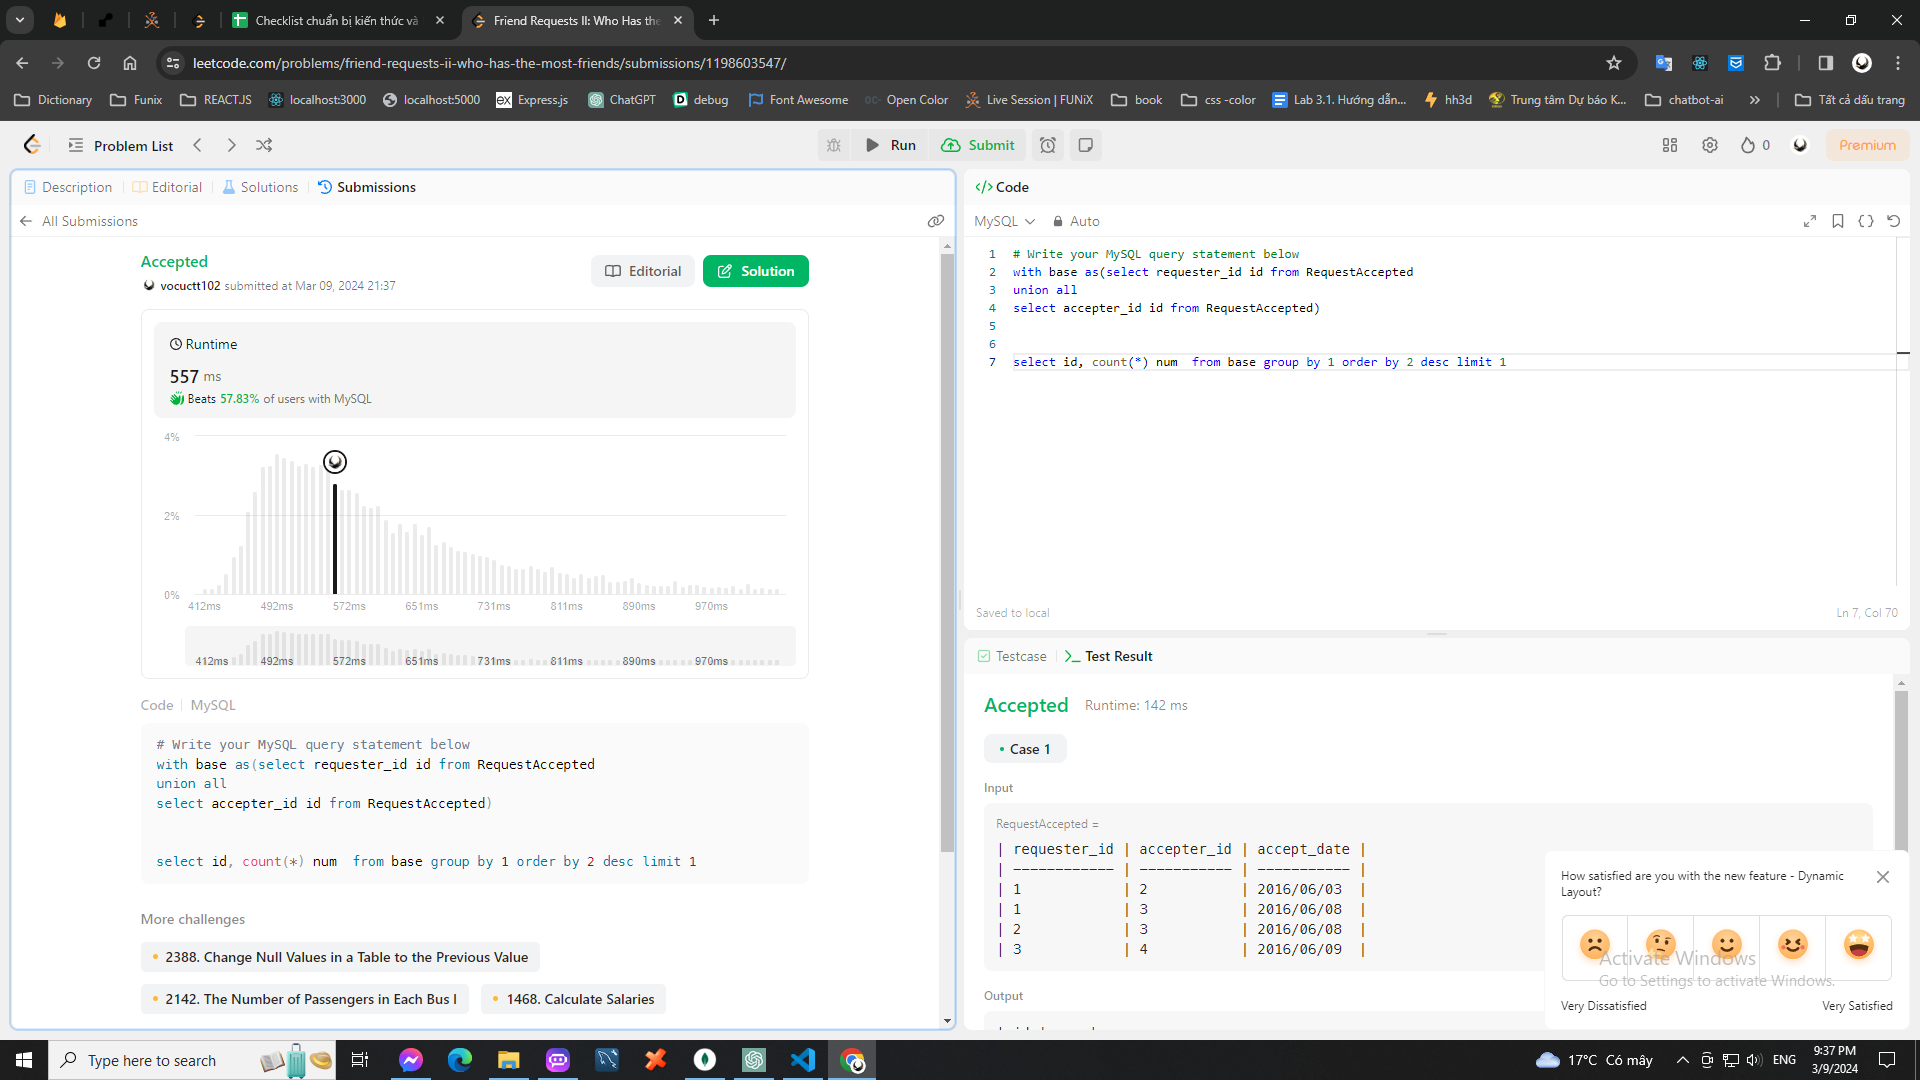 Checklist chuẩn bị kiến thức và
Friend Requests II: Who Has the
leetcode.com/problems/friend-requests-ii-who-has-the-most-friends/submissions/1198603547/
Dictionary
Funix
REACT.JS
localhost:3000
localhost:5000
ex Express.js
ChatGPT
debug
Font Awesome
Open Color
Live Session | FUNiX
book
css -color
Lab 3.1. Hướng dẫn...
hh3d
Trung tâm Dự báo K...
chatbot-ai
Tất cả dấu trang
Problem List
Run
Submit
0
Premium
Description
Editorial
Solutions
Submissions
All Submissions
Accepted
vocuctt102 submitted at Mar 09, 2024 21:37
Editorial
Solution
Runtime
557 ms
Beats 57.83% of users with MySQL
4%
2%
0%
412ms 492ms 572ms 651ms 731ms 811ms 890ms 970ms
412ms 492ms 572ms 651ms 731ms 811ms 890ms 970ms
Code | MySQL
# Write your MySQL query statement below
with base as(select requester_id id from RequestAccepted
union all
select accepter_id id from RequestAccepted)
select id, count(*) num  from base group by 1 order by 2 desc limit 1
More challenges
2388. Change Null Values in a Table to the Previous Value
2142. The Number of Passengers in Each Bus I
1468. Calculate Salaries
</> Code
MySQL
Auto
1 # Write your MySQL query statement below
2 with base as(select requester_id id from RequestAccepted
3 union all
4 select accepter_id id from RequestAccepted)
5
6
7 select id, count(*) num  from base group by 1 order by 2 desc limit 1
Saved to local
Ln 7, Col 70
Testcase
Test Result
Accepted Runtime: 142 ms
Case 1
Input
RequestAccepted =
| requester_id | accepter_id | accept_date |
| ------------ | ----------- | ----------- |
| 1 | 2 | 2016/06/03 |
| 1 | 3 | 2016/06/08 |
| 2 | 3 | 2016/06/08 |
| 3 | 4 | 2016/06/09 |
Output
How satisfied are you with the new feature - Dynamic
Layout?
Very Dissatisfied
Very Satisfied
Activate Windows
Go to Settings to activate Windows.
Type here to search
17°C Có mây
ENG
9:37 PM
3/9/2024